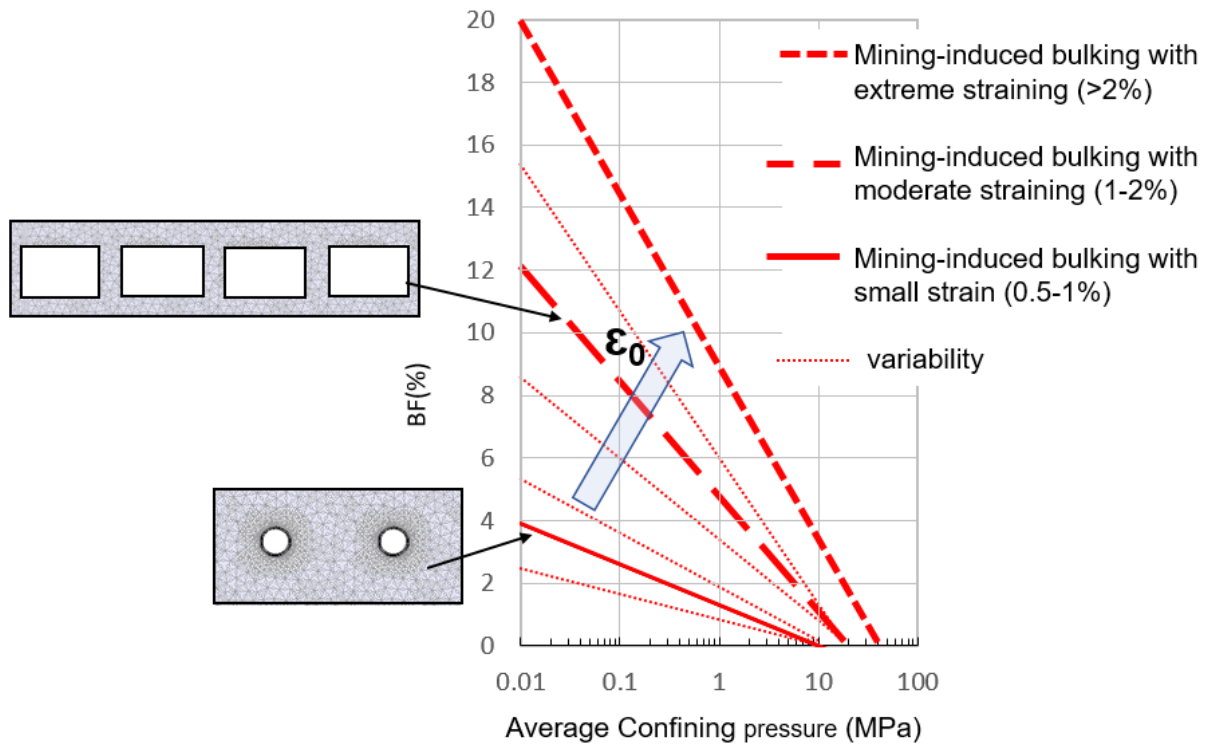 20
18
16
14
12
10
8
6
4
2
0
BF(%)
0.01 0.1 1 10 100
Average Confining pressure (MPa)
ε0
Mining-induced bulking with
extreme straining (>2%)
Mining-induced bulking with
moderate straining (1-2%)
Mining-induced bulking with
small strain (0.5-1%)
variability